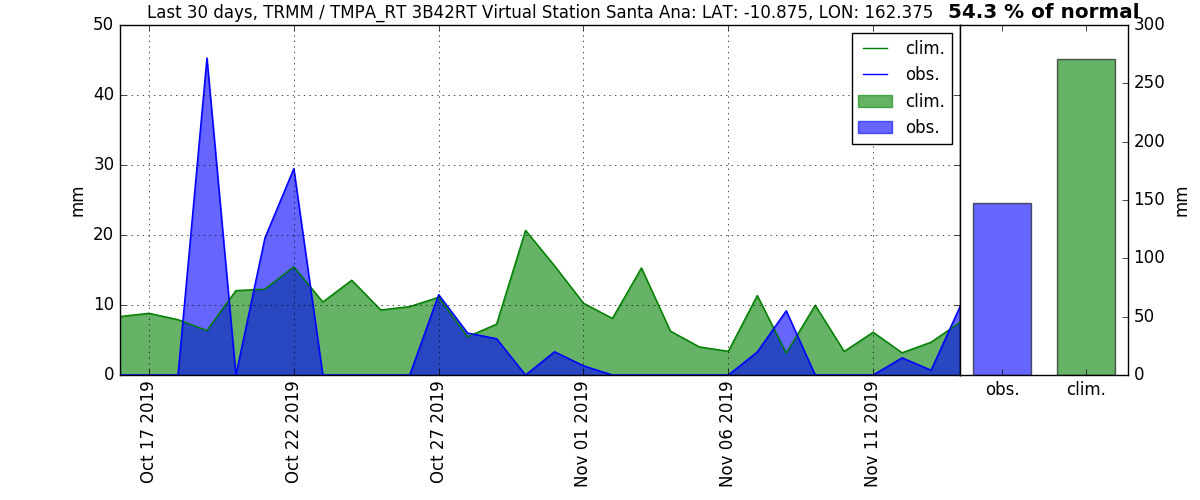 Last 30 days, TRMM / TMPA_RT 3B42RT Virtual Station Santa Ana: LAT: -10.875, LON: 162.375
54.3 % of normal
50
40
30
20
10
0
mm
clim.
obs.
clim.
obs.
300
250
200
150
100
50
0
mm
obs.
clim.
Oct 17 2019
Oct 22 2019
Oct 27 2019
Nov 01 2019
Nov 06 2019
Nov 11 2019